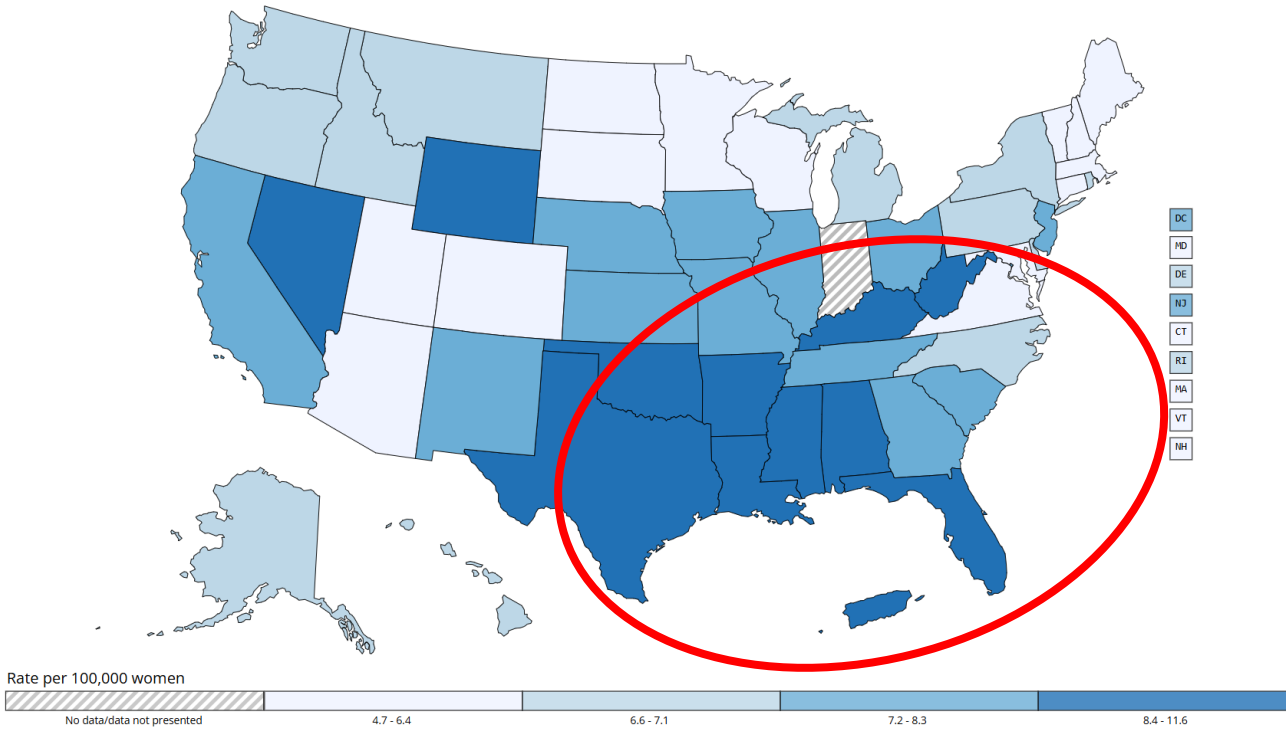 DC
MD
DE
NJ
CT
RI
MA
VT
NH
Rate per 100,000 women
No data/data not presented
4.7 - 6.4
6.6 - 7.1
7.2 - 8.3
8.4 - 11.6